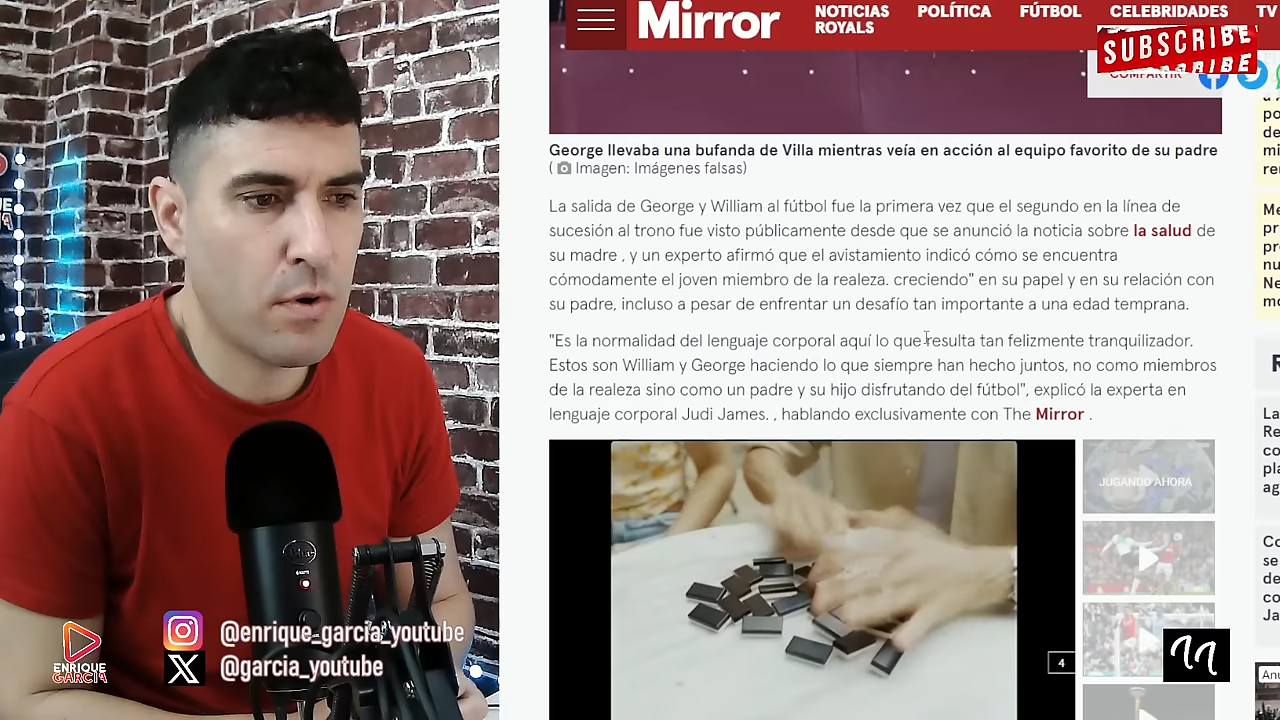 Mirror
NOTICIAS
ROYALS
POLÍTICA
FÚTBOL
CELEBRIDADES
TV
SUBSCRIBE
COMPARTIR
George llevaba una bufanda de Villa mientras veía en acción al equipo favorito de su padre
( Imagen: Imágenes falsas)
La salida de George y William al fútbol fue la primera vez que el segundo en la línea de
sucesión al trono fue visto públicamente desde que se anunció la noticia sobre la salud de
su madre , y un experto afirmó que el avistamiento indicó cómo se encuentra
cómodamente el joven miembro de la realeza. creciendo" en su papel y en su relación con
su padre, incluso a pesar de enfrentar un desafío tan importante a una edad temprana.
"Es la normalidad del lenguaje corporal aquí lo que resulta tan felizmente tranquilizador.
Estos son William y George haciendo lo que siempre han hecho juntos, no como miembros
de la realeza sino como un padre y su hijo disfrutando del fútbol", explicó la experta en
lenguaje corporal Judi James. , hablando exclusivamente con The Mirror .
JUGANDO AHORA
4
@enrique_garcia_youtube
@garcia_youtube
ENRIQUE
GARCIA